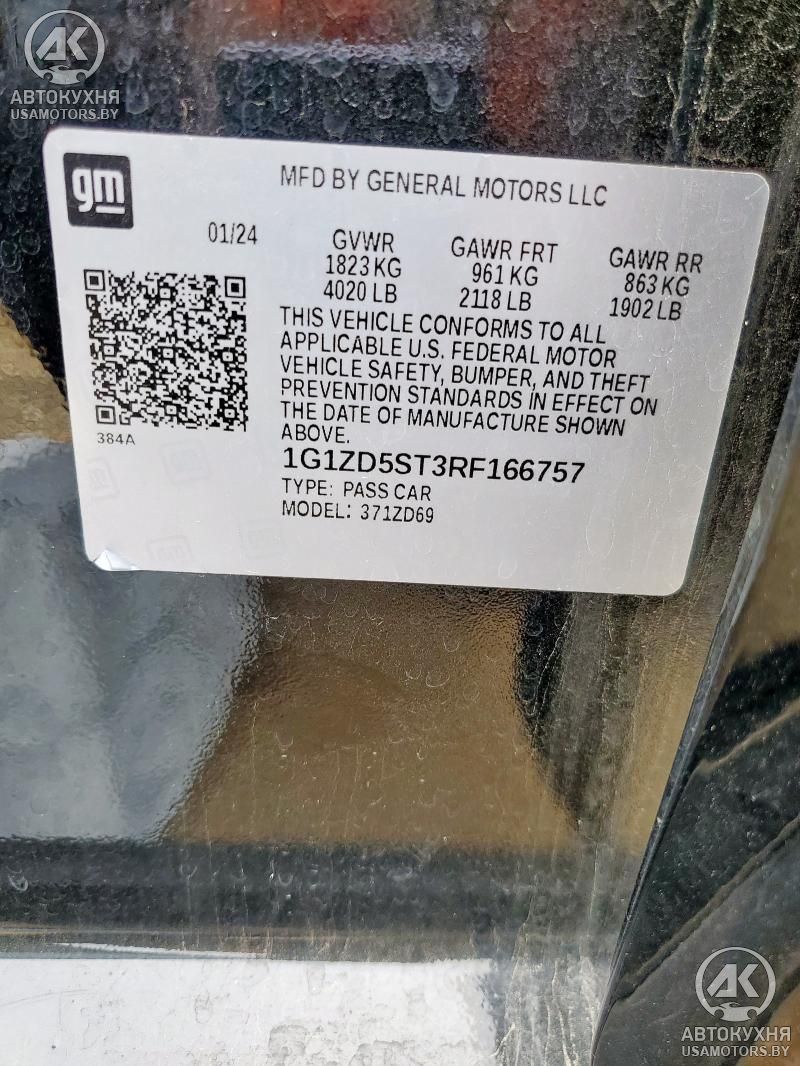 AK
АВТОКУХНЯ
USAMOTORS.BY
gm
MFD BY GENERAL MOTORS LLC
01/24
GVWR
1823 KG
4020 LB
GAWR FRT
961 KG
2118 LB
GAWR RR
863 KG
1902 LB
THIS VEHICLE CONFORMS TO ALL
APPLICABLE U.S. FEDERAL MOTOR
VEHICLE SAFETY, BUMPER, AND THEFT
PREVENTION STANDARDS IN EFFECT ON
THE DATE OF MANUFACTURE SHOWN
ABOVE.
384A
1G1ZD5ST3RF166757
TYPE: PASS CAR
MODEL: 371ZD69
AK
АВТОКУХНЯ
USAMOTORS.BY